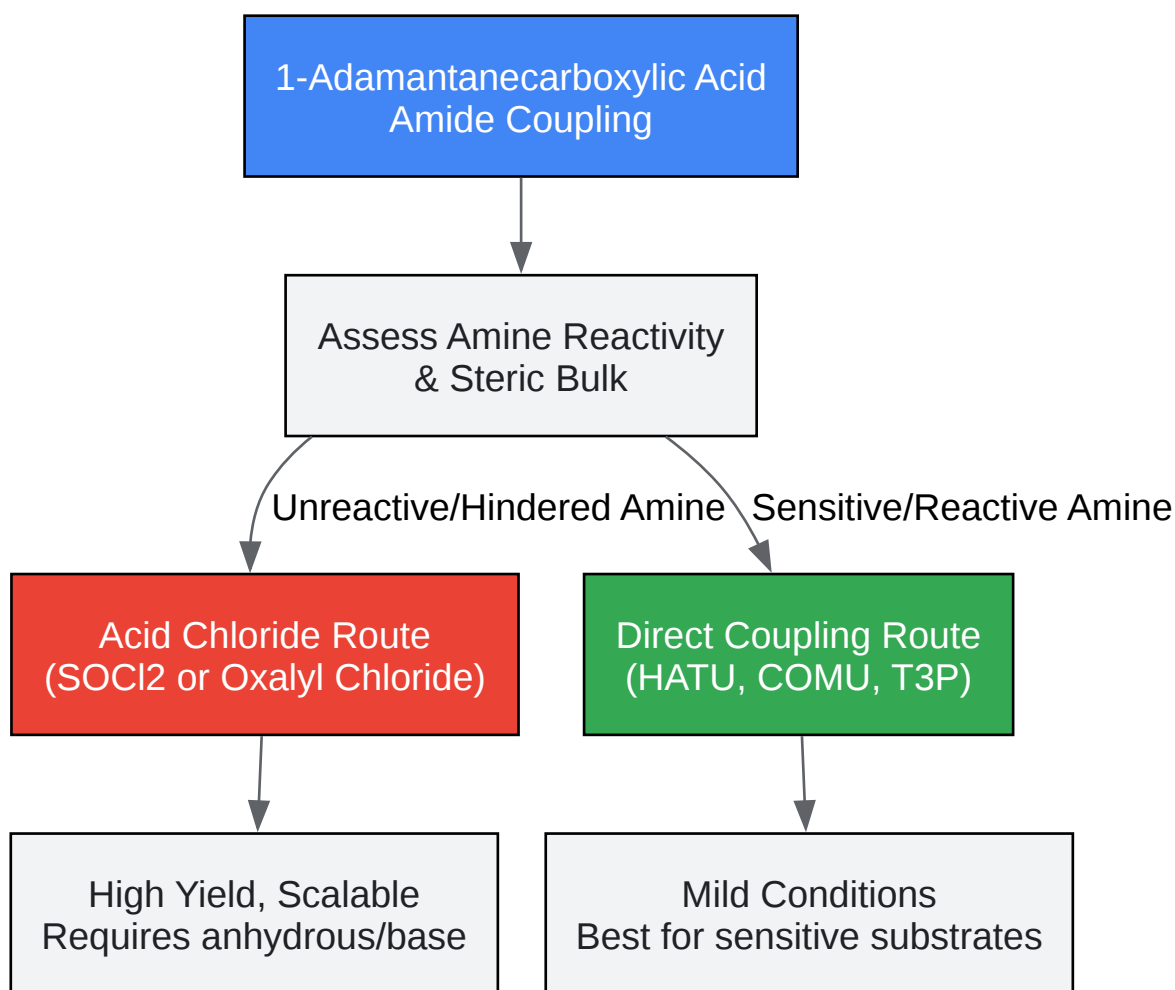 1-Adamantanecarboxylic Acid
Amide Coupling
Assess Amine Reactivity
& Steric Bulk
Unreactive/Hindered Amine
Sensitive/Reactive Amine
Acid Chloride Route
(SOCl2 or Oxalyl Chloride)
Direct Coupling Route
(HATU, COMU, T3P)
High Yield, Scalable
Requires anhydrous/base
Mild Conditions
Best for sensitive substrates